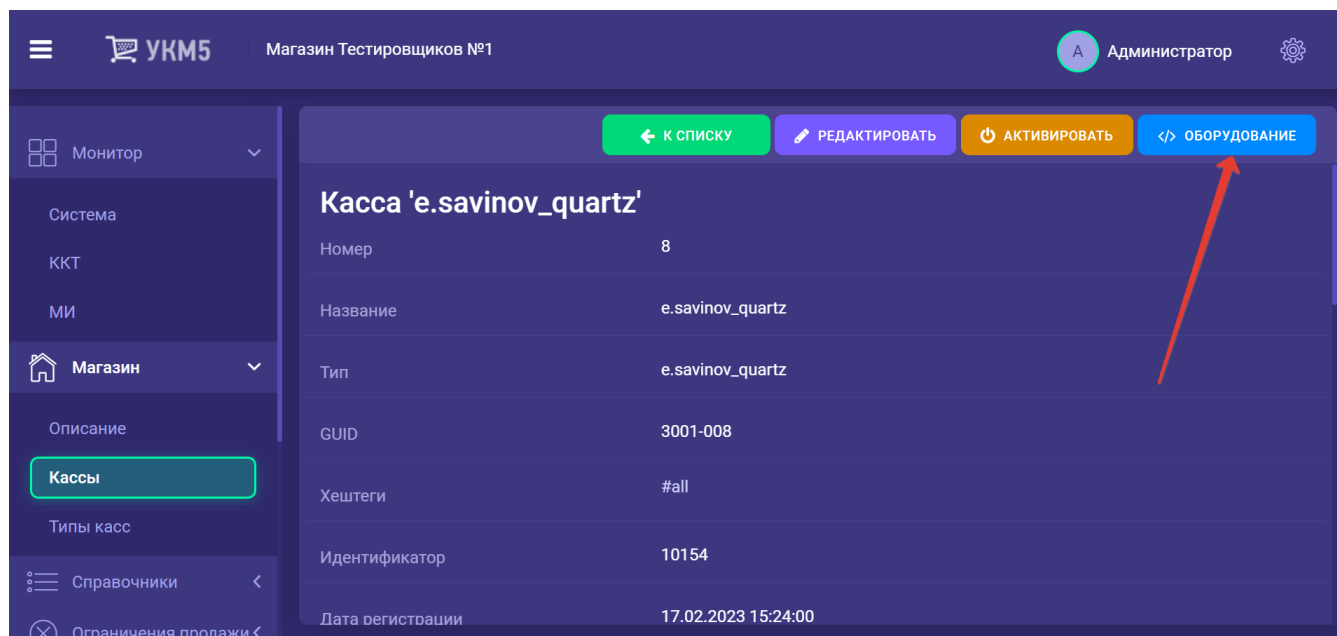 УКМ5
Магазин Тестировщиков №1
А
Администратор
Монитор
Система
ККТ
МИ
Магазин
Описание
Кассы
Типы касс
Справочники
Ограничения продажи
К СПИСКУ
РЕДАКТИРОВАТЬ
АКТИВИРОВАТЬ
</> ОБОРУДОВАНИЕ
Касса 'e.savinov_quartz'
Номер 8
Название e.savinov_quartz
Тип e.savinov_quartz
GUID 3001-008
Хештеги #all
Идентификатор 10154
Дата регистрации 17.02.2023 15:24:00